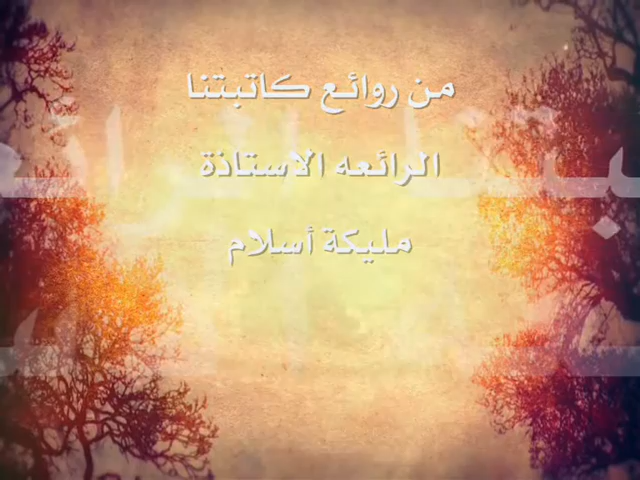 من روائع كاتبتنا
الرائعه الاستاذة
مليكة أسلام